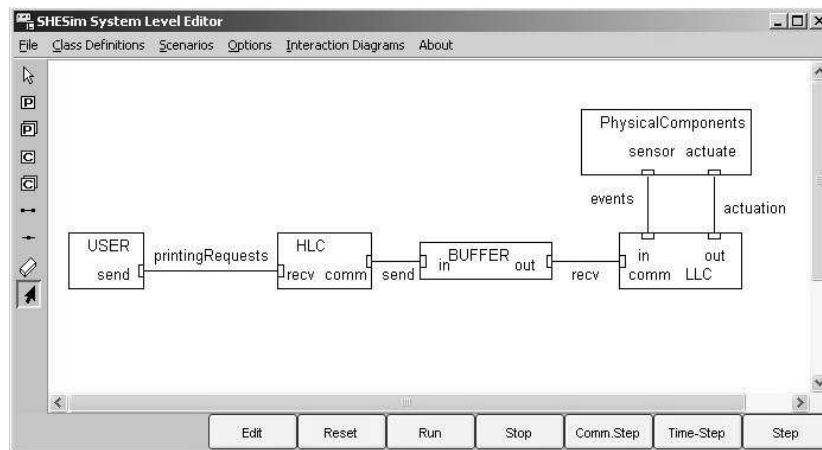 SHESim System Level Editor
File Class Definitions Scenarios Options Interaction Diagrams About
P
P
C
C
PhysicalComponents
sensor actuate
events
actuation
USER
send
printingRequests
HLC
recv comm
send
BUFFER
in out
recv
in out
comm LLC
Edit Reset Run Stop Comm.Step Time-Step Step